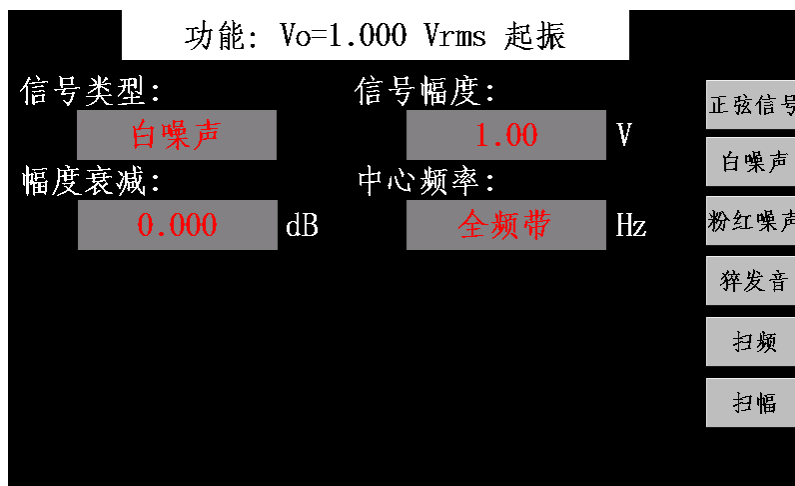 功能: Vo=1.000 Vrms 起振
信号类型:
信号幅度:
白噪声
1.00 V
幅度衰减:
中心频率:
0.000 dB
全频带 Hz
正弦信号
白噪声
粉红噪声
猝发音
扫频
扫幅